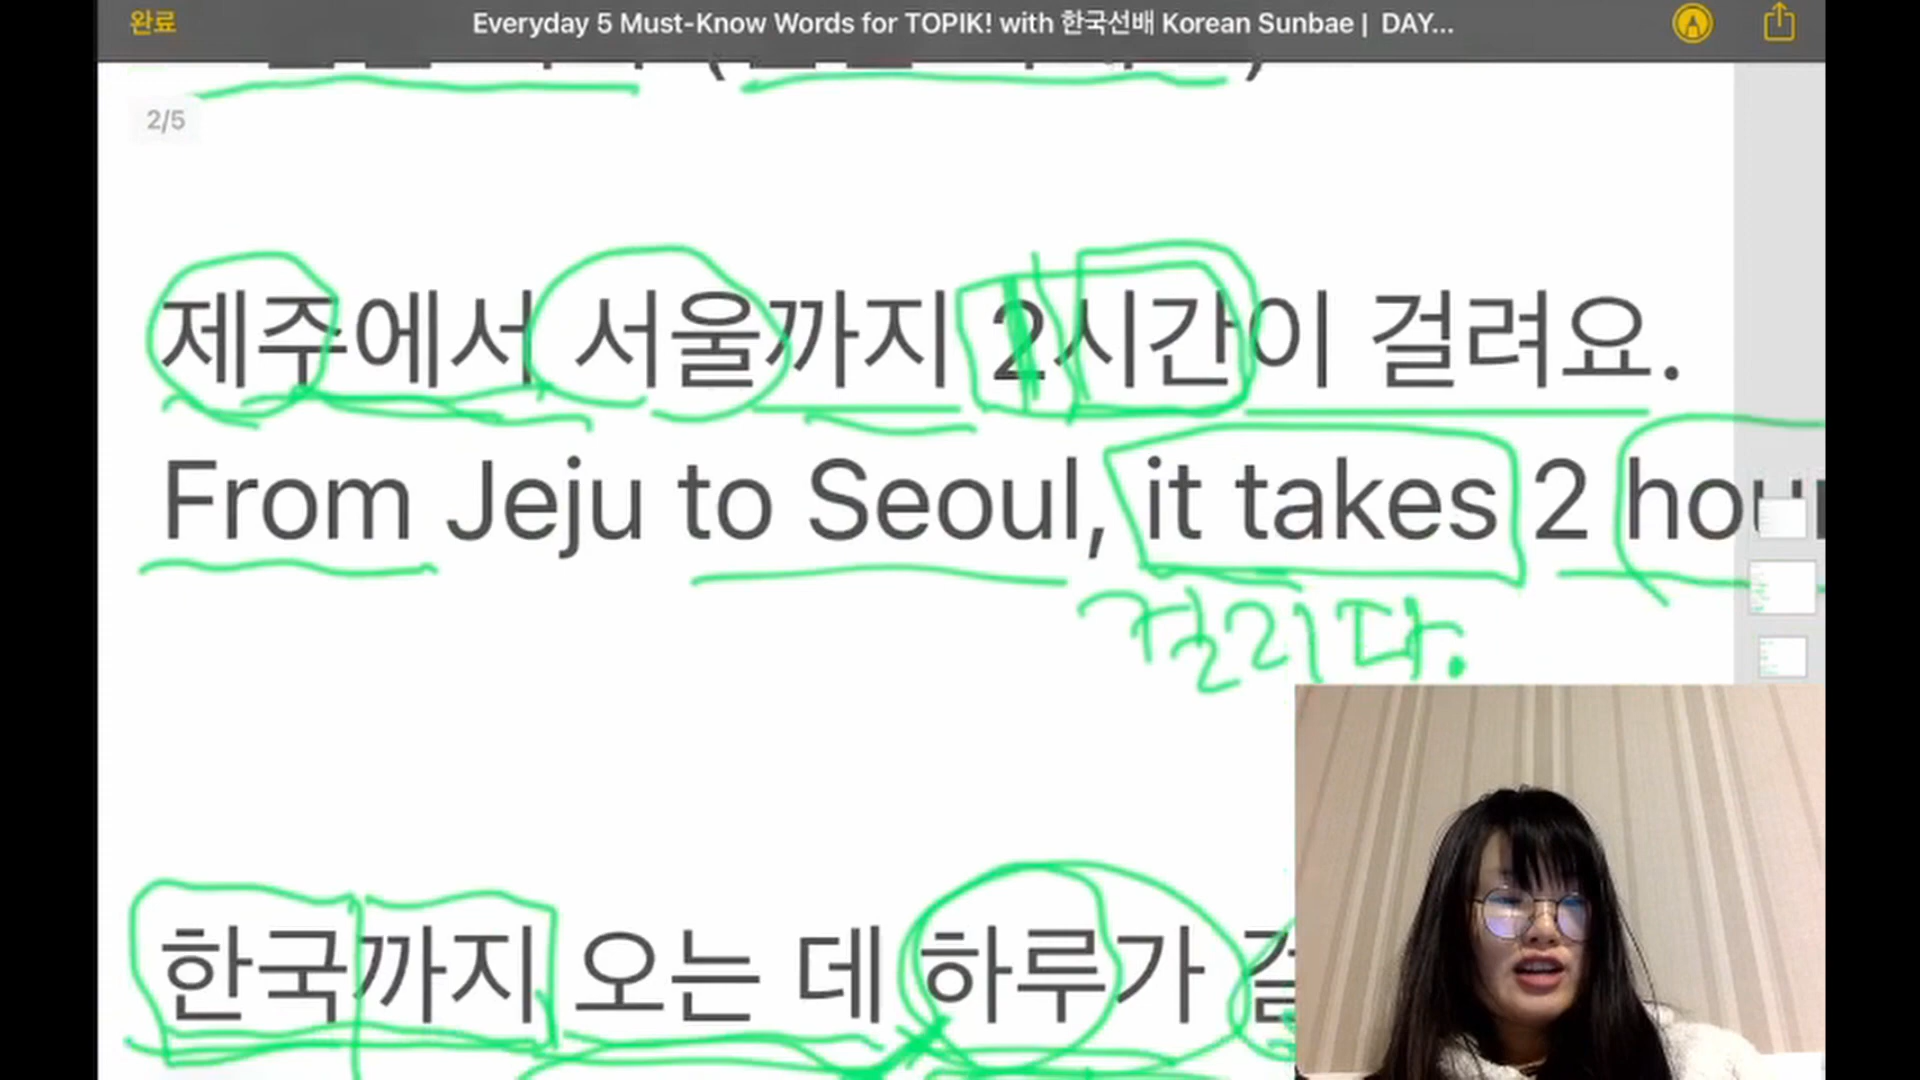 완료 Everyday 5 Must-Know Words for TOPIK! with 한국선배 Korean Sunbae | DAY...
2/5
제주에서 서울까지 2시간이 걸려요.
From Jeju to Seoul, it takes 2
걸리다.
한국까지 오는 데 하루가